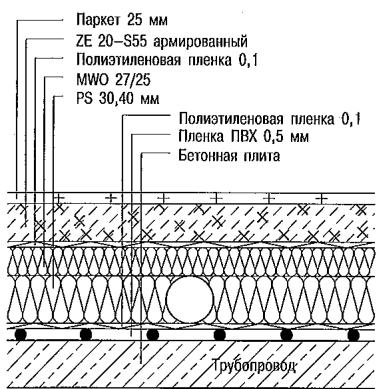 Паркет 25 мм
ZE 20–S55 армированный
Полиэтиленовая пленка 0,1
MWO 27/25
PS 30,40 мм
Полиэтиленовая пленка 0,1
Пленка ПВХ 0,5 мм
Бетонная плита
Трубопровод